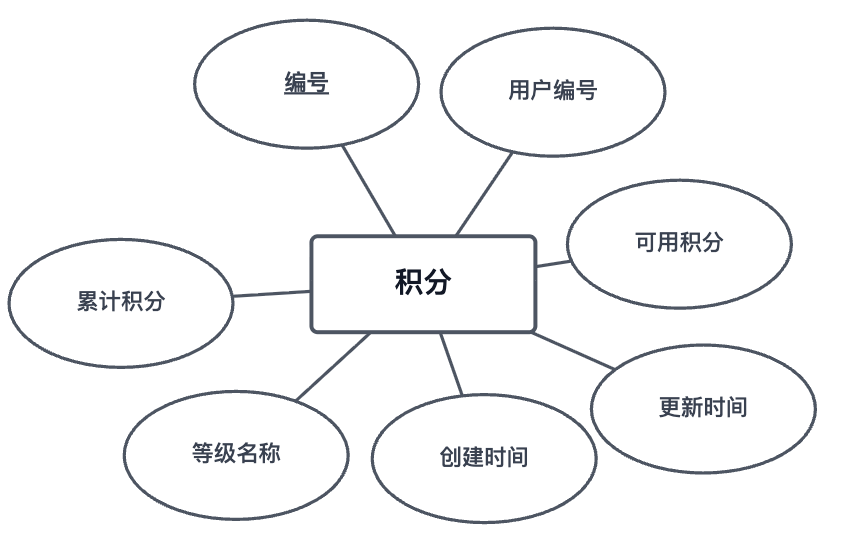 编号
用户编号
可用积分
积分
累计积分
更新时间
等级名称
创建时间